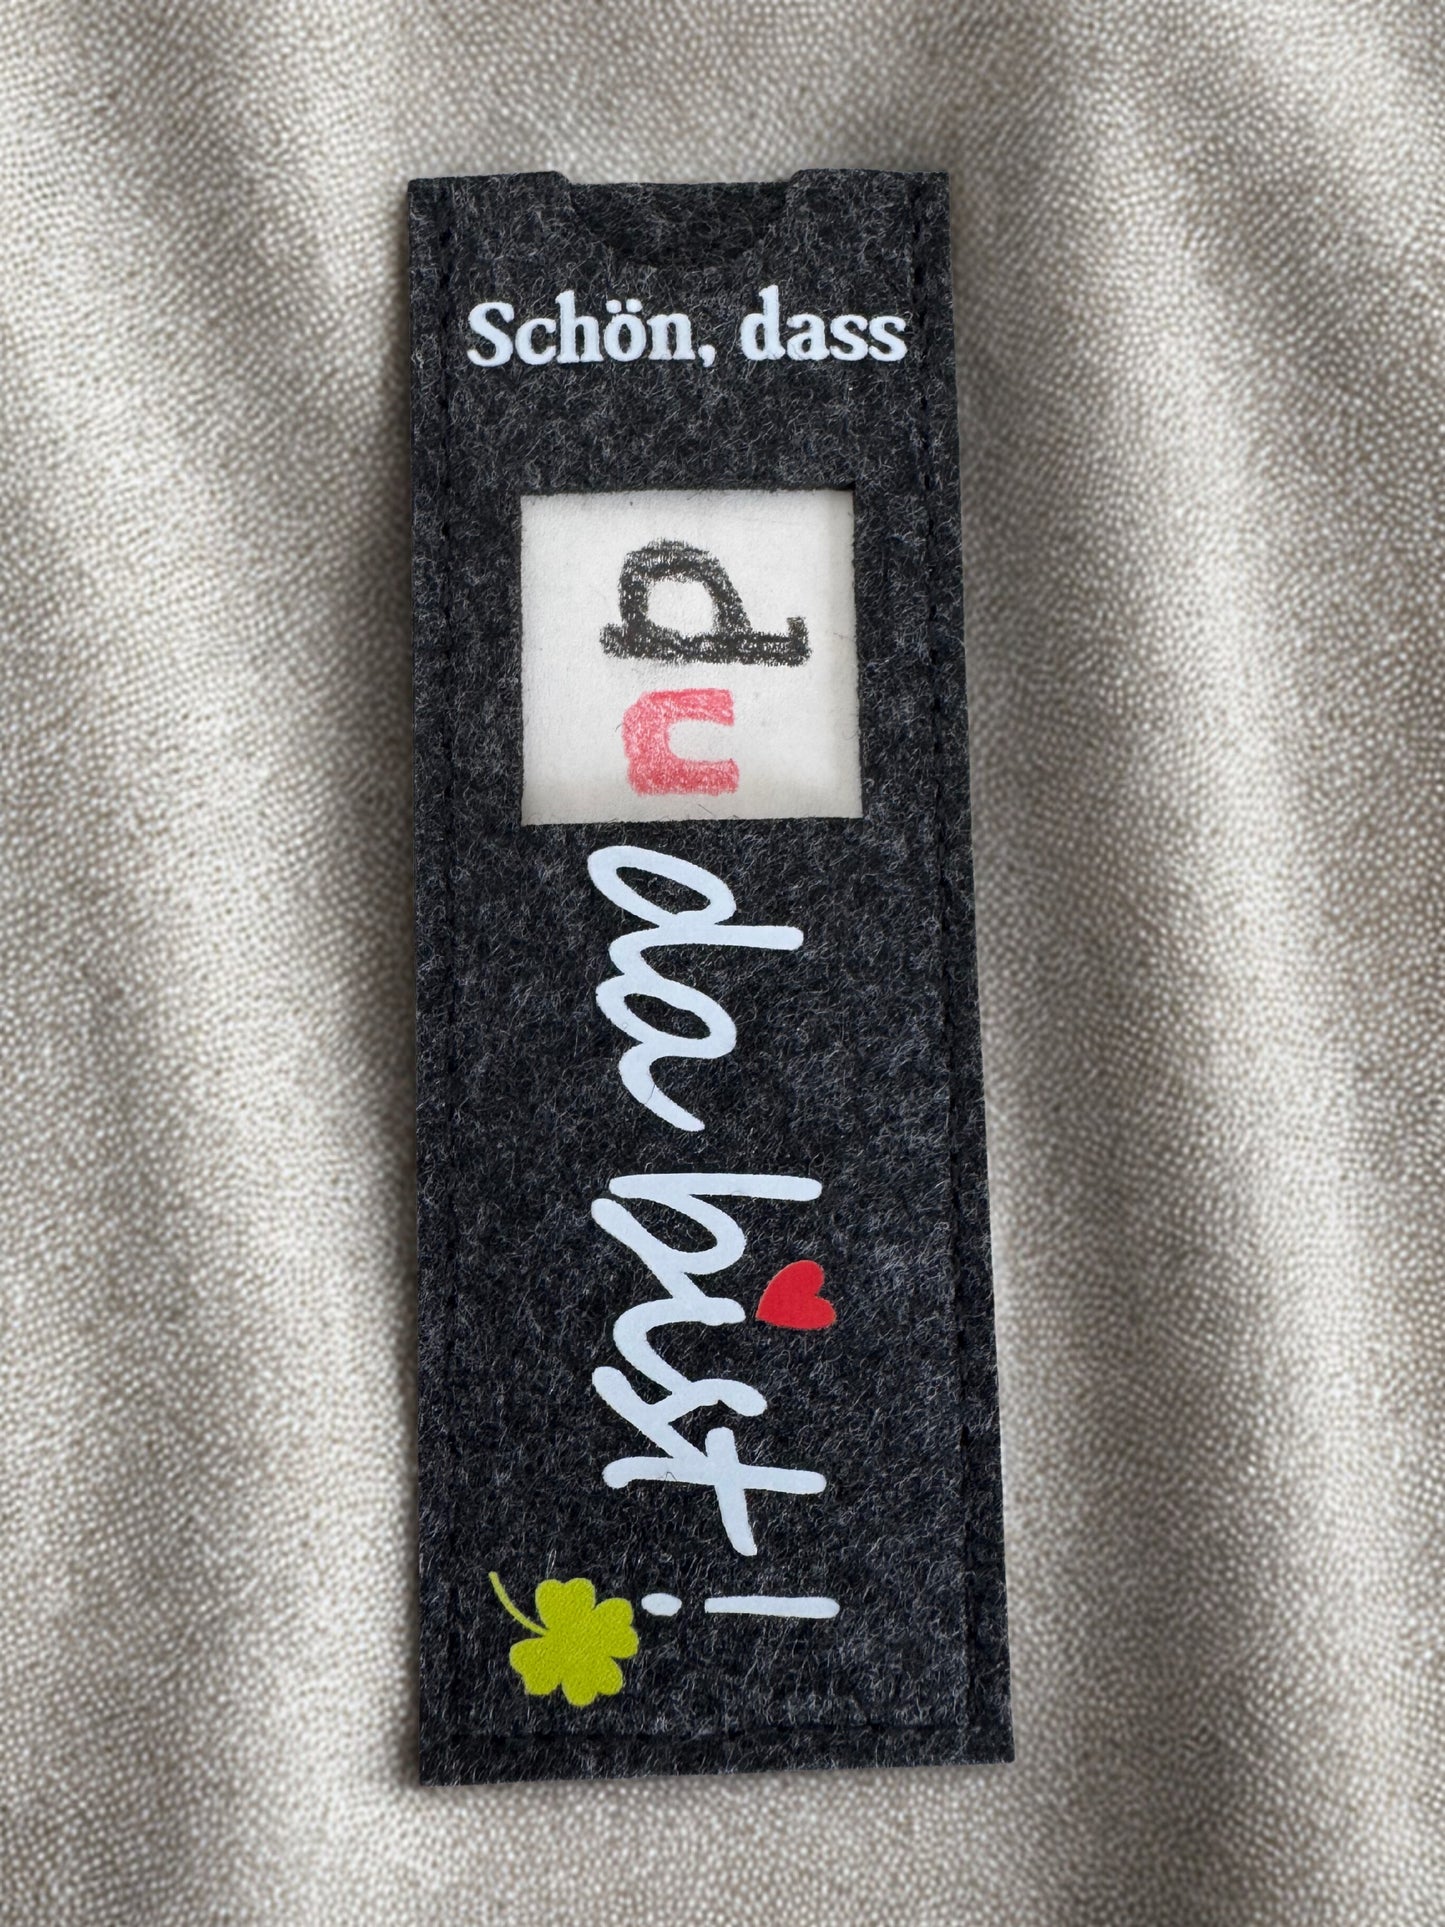 Schön, dass
du
da bist!